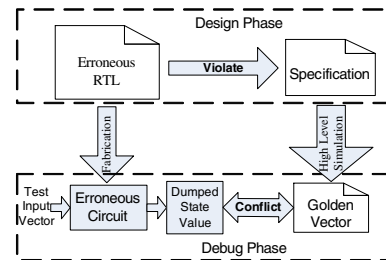 Design Phase
Erroneous
RTL
Violate
Specification
Fabrication
High Level
Simulation
Test
Input
Vector
Erroneous
Circuit
Dumped
State
Value
Conflict
Golden
Vector
Debug Phase